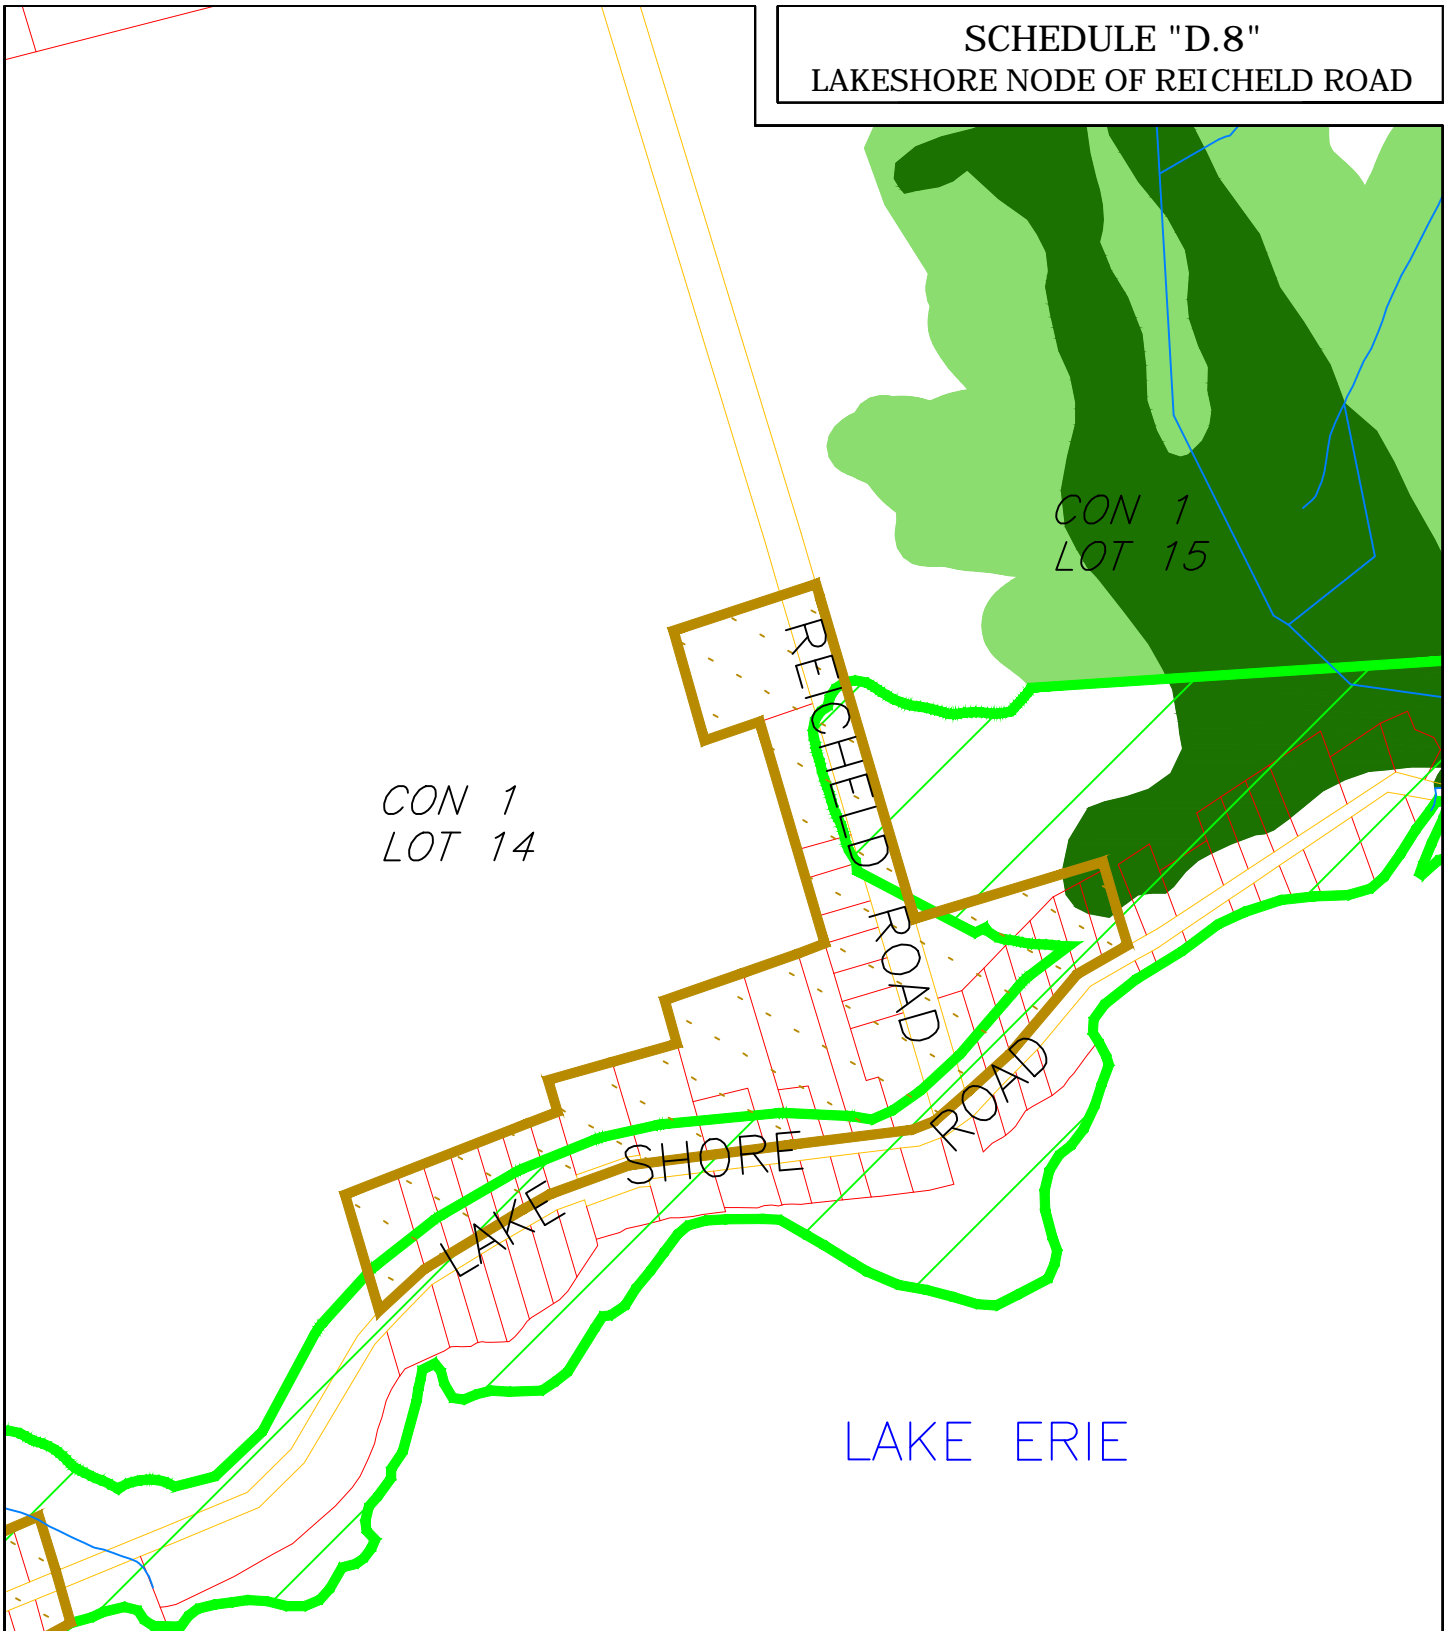 SCHEDULE "D.8"
LAKESHORE NODE OF REICHELD ROAD
CON 1
LOT 15
REICHELD ROAD
CON 1
LOT 14
LAKE SHORE ROAD
LAKE ERIE